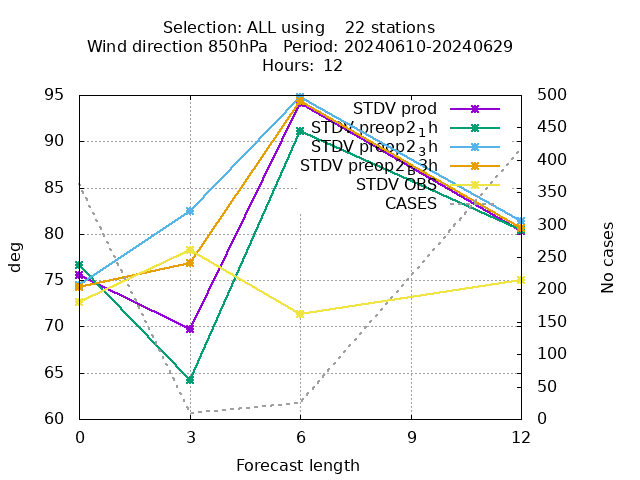 Selection: ALL using    22 stations
Wind direction 850hPa   Period: 20240610-20240629
Hours: 12
95
90
85
80
75
70
65
60
500
450
400
350
300
250
200
150
100
50
0
deg
No cases
STDV prod
STDV preop2₁h
STDV preop2₃h
STDV preop2_B3h
STDV OBS
CASES
0 3 6 9 12
Forecast length